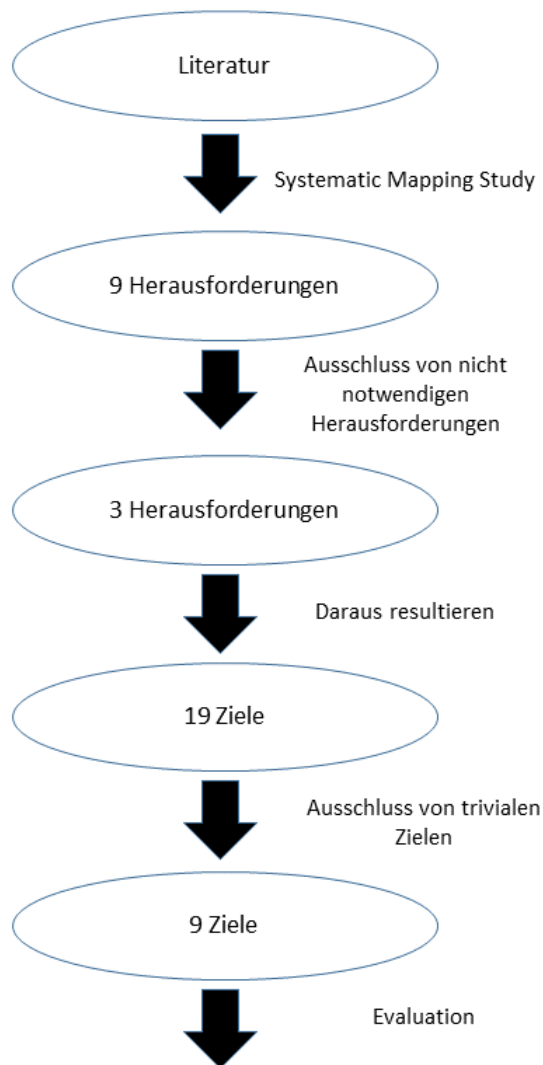 Literatur
Systematic Mapping Study
9 Herausforderungen
Ausschluss von nicht
notwendigen
Herausforderungen
3 Herausforderungen
Daraus resultieren
19 Ziele
Ausschluss von trivialen
Zielen
9 Ziele
Evaluation